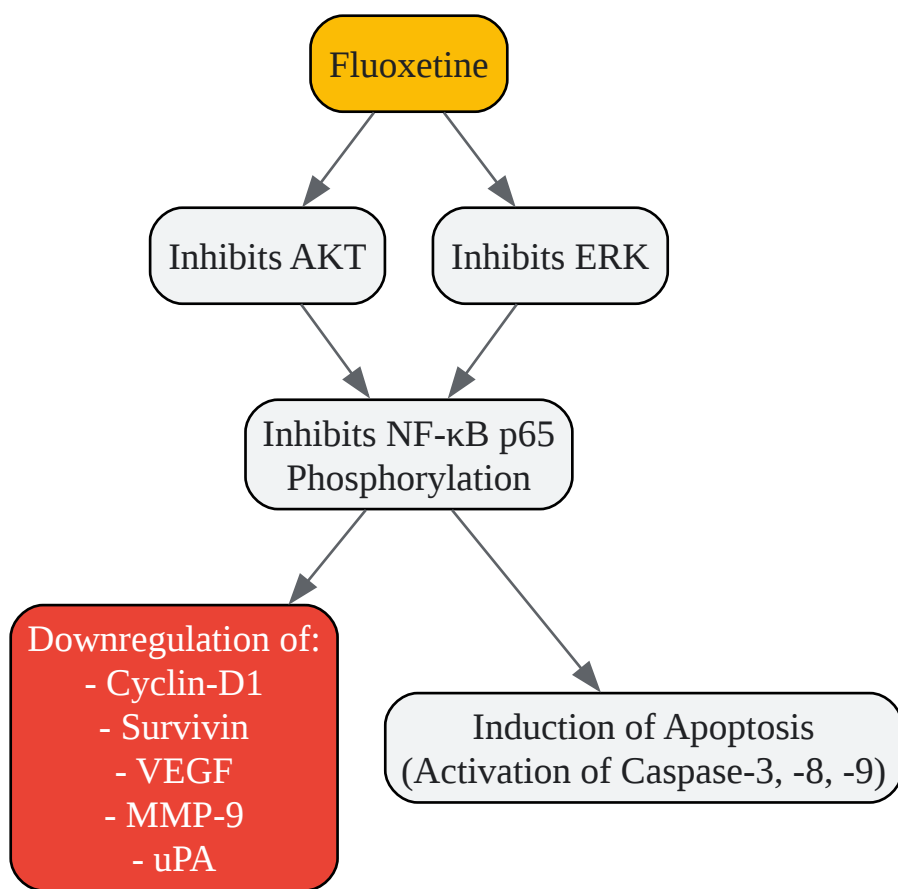 Fluoxetine
Inhibits AKT
Inhibits ERK
Inhibits NF-κB p65
Phosphorylation
Downregulation of:
- Cyclin-D1
- Survivin
- VEGF
- MMP-9
- uPA
Induction of Apoptosis
(Activation of Caspase-3, -8, -9)